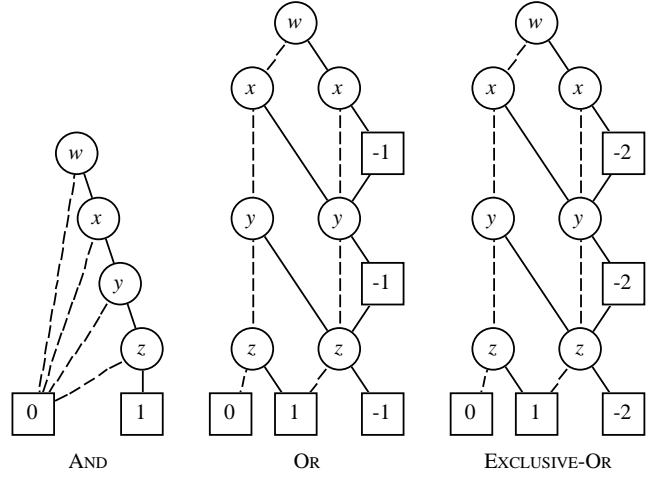 w w
x x x x
w -1 -2
x
y y y y
y -1 -2
z z z z z
0 1 0 1 -1 0 1 -2
AND OR EXCLUSIVE-OR